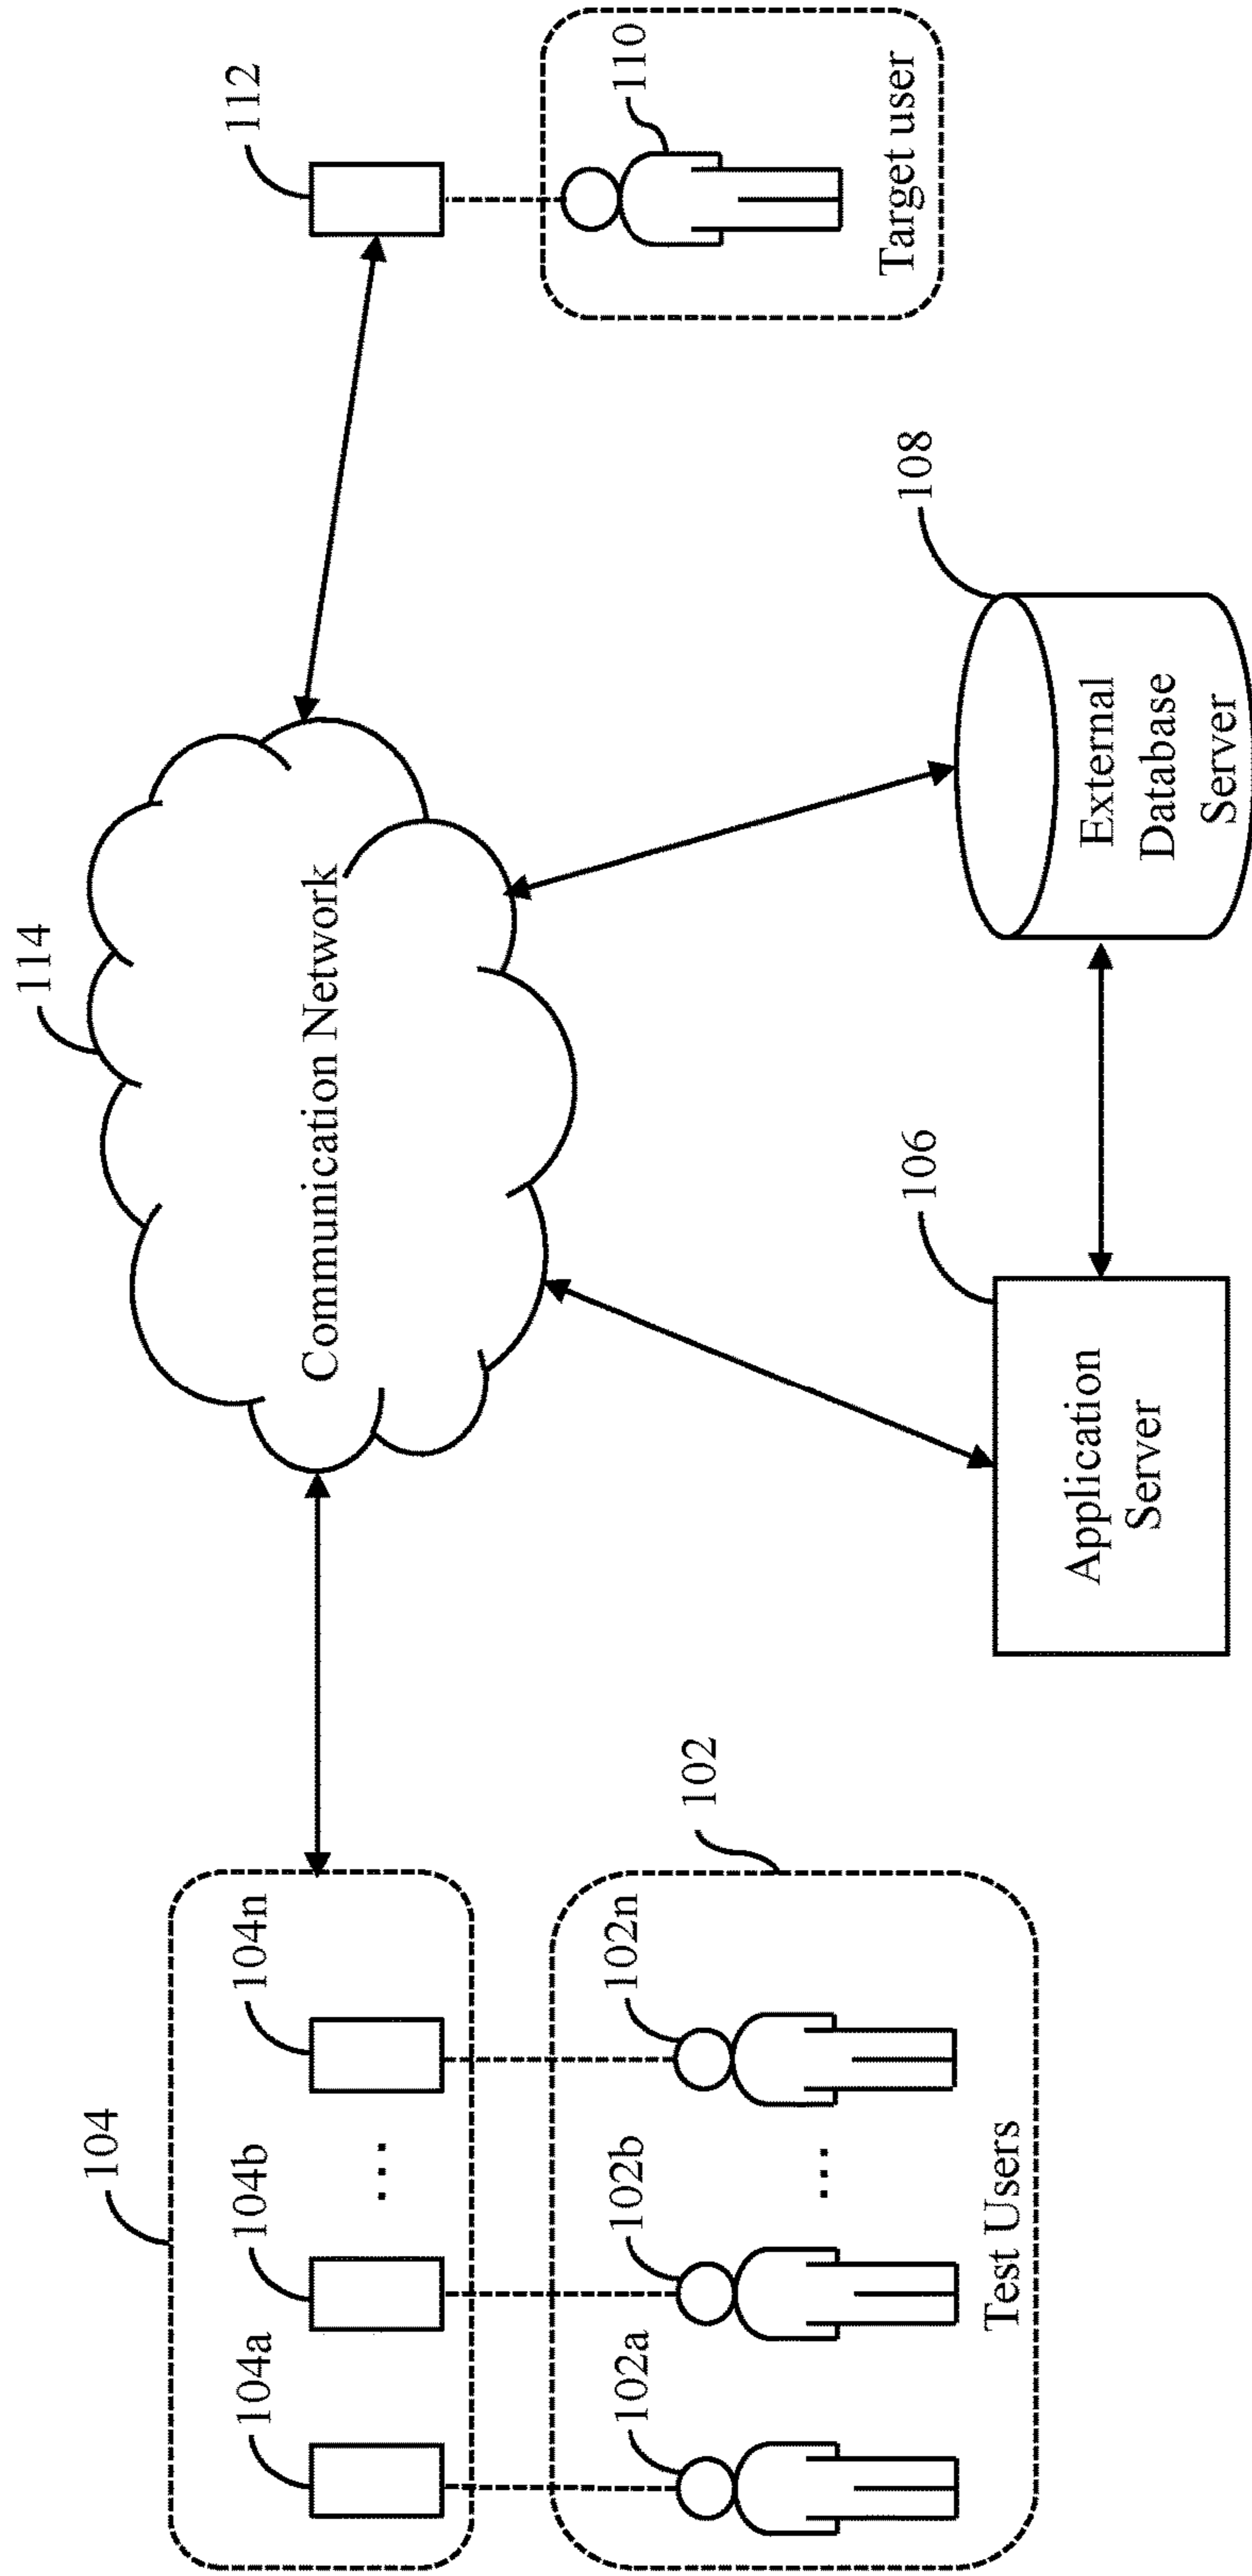 104
104a
104b
...
104n
102a
102b
...
102n
Test Users
102
114
Communication Network
112
110
Target user
106
Application
Server
108
External
Database
Server